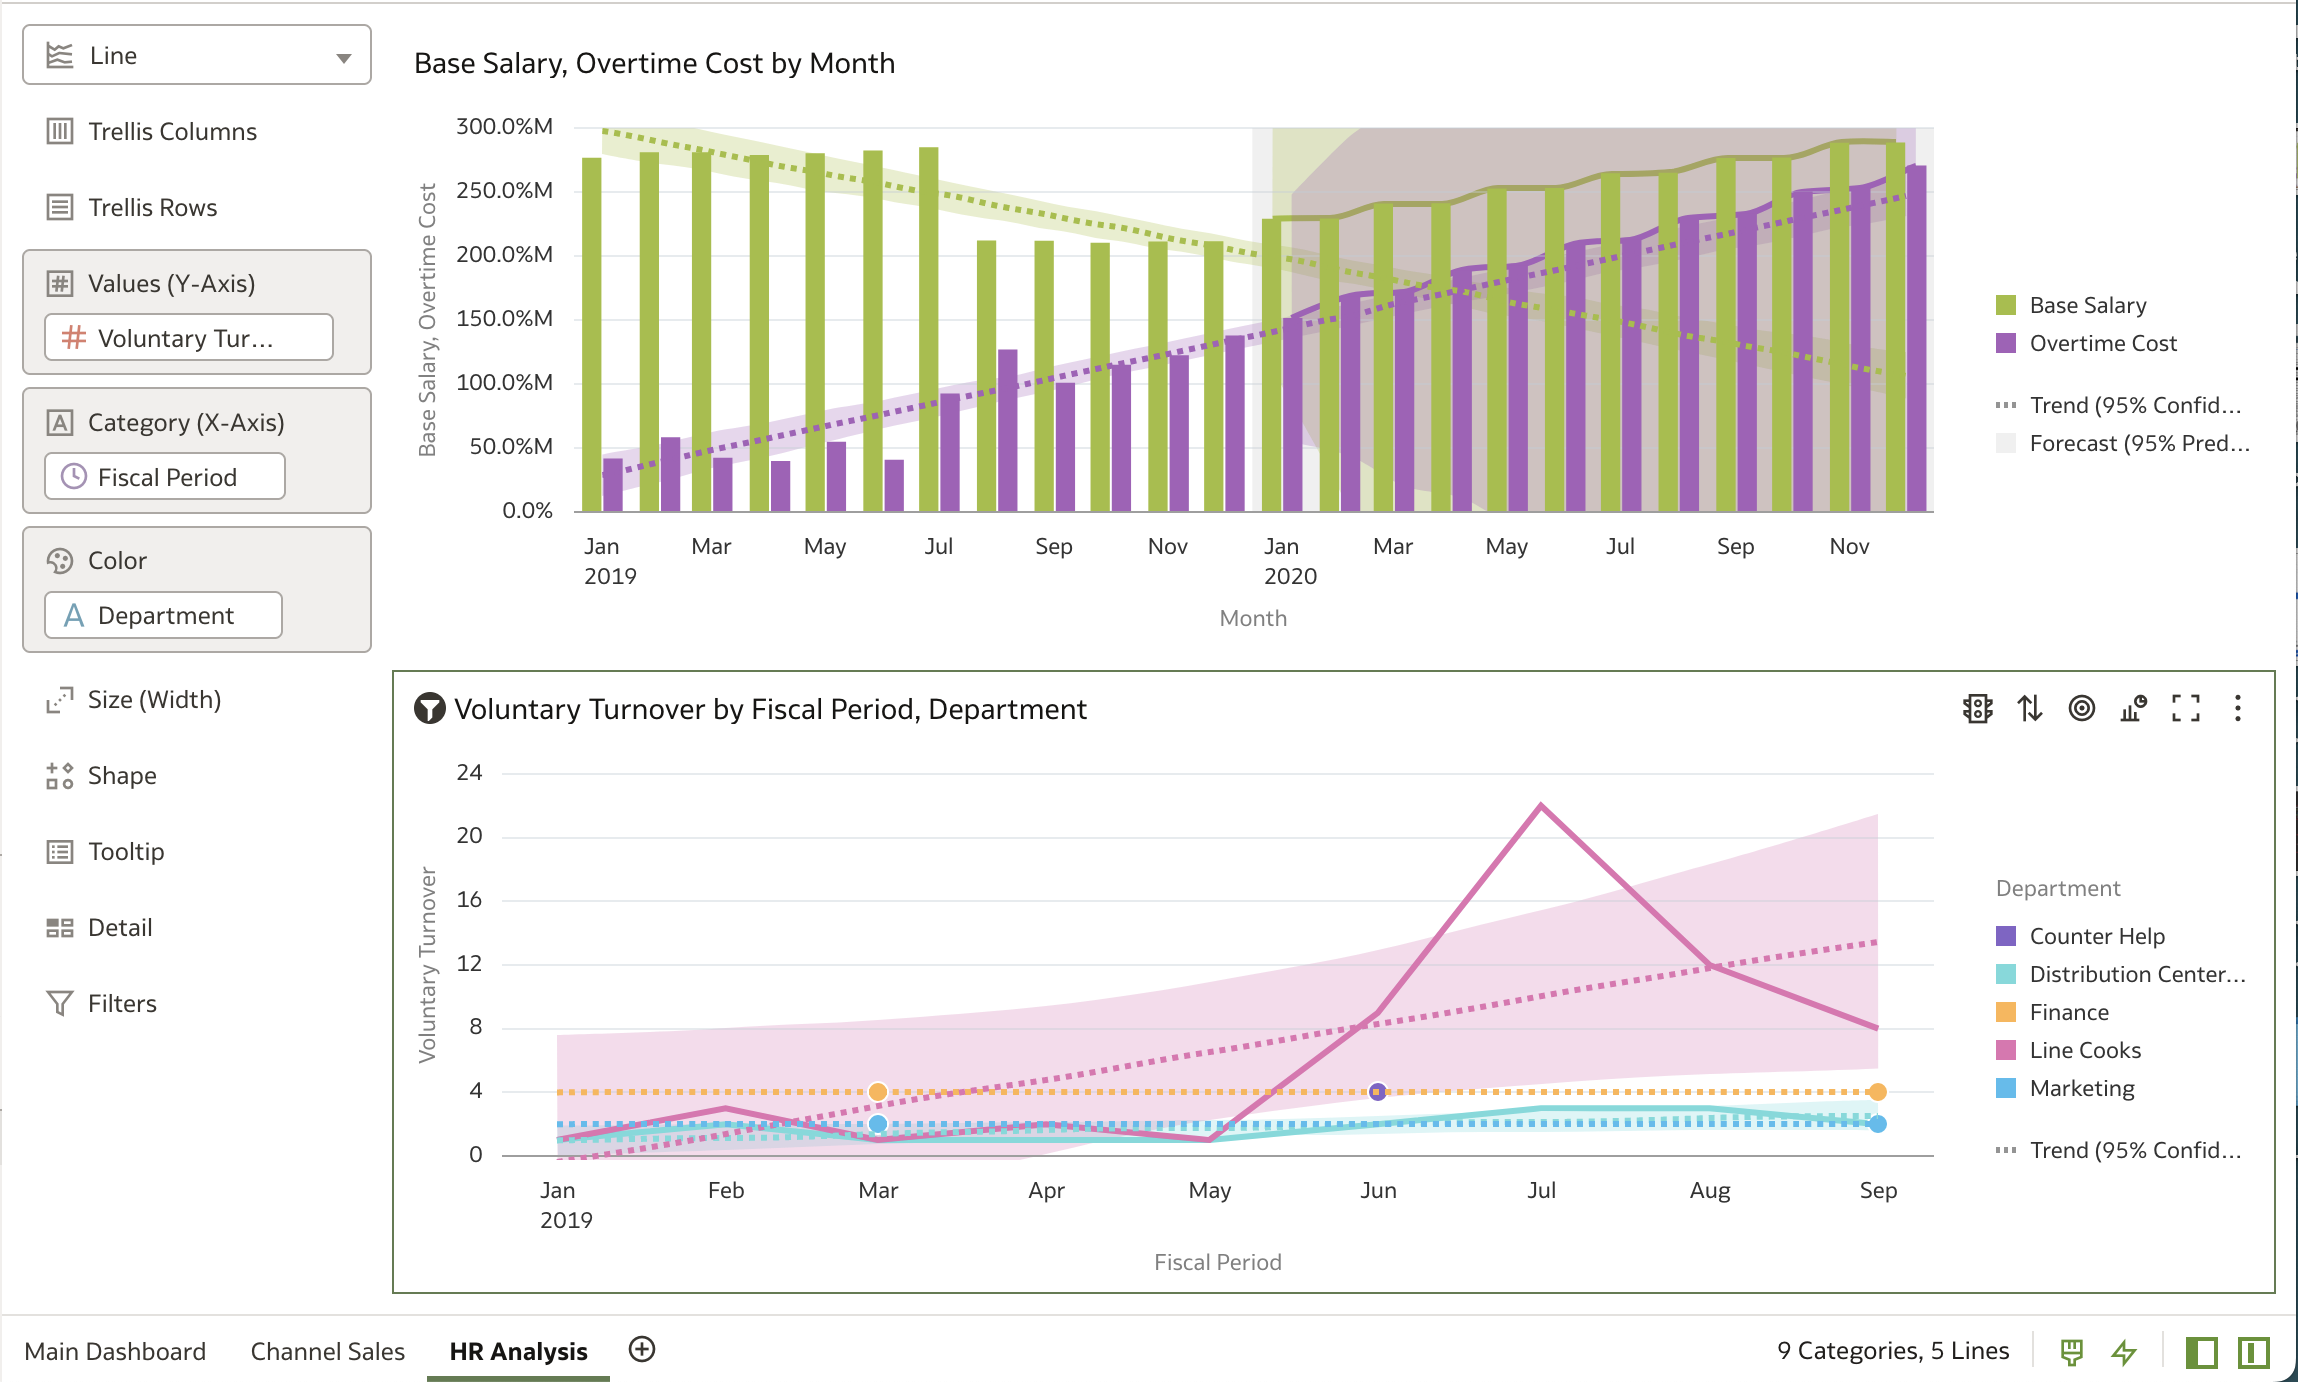 Line
Trellis Columns
Trellis Rows
Values (Y-Axis)
Voluntary Tur...
Category (X-Axis)
Fiscal Period
Color
Department
Size (Width)
Shape
Tooltip
Detail
Filters
Base Salary, Overtime Cost by Month
Base Salary, Overtime Cost
300.0%M
250.0%M
200.0%M
150.0%M
100.0%M
50.0%M
0.0%
Jan Mar May Jul Sep Nov Jan Mar May Jul Sep Nov
2019 2020
Month
Base Salary
Overtime Cost
Trend (95% Confid...
Forecast (95% Pred...
Voluntary Turnover by Fiscal Period, Department
Voluntary Turnover
24
20
16
12
8
4
0
Jan Feb Mar Apr May Jun Jul Aug Sep
2019
Fiscal Period
Department
Counter Help
Distribution Center...
Finance
Line Cooks
Marketing
Trend (95% Confid...
Main Dashboard Channel Sales HR Analysis
9 Categories, 5 Lines